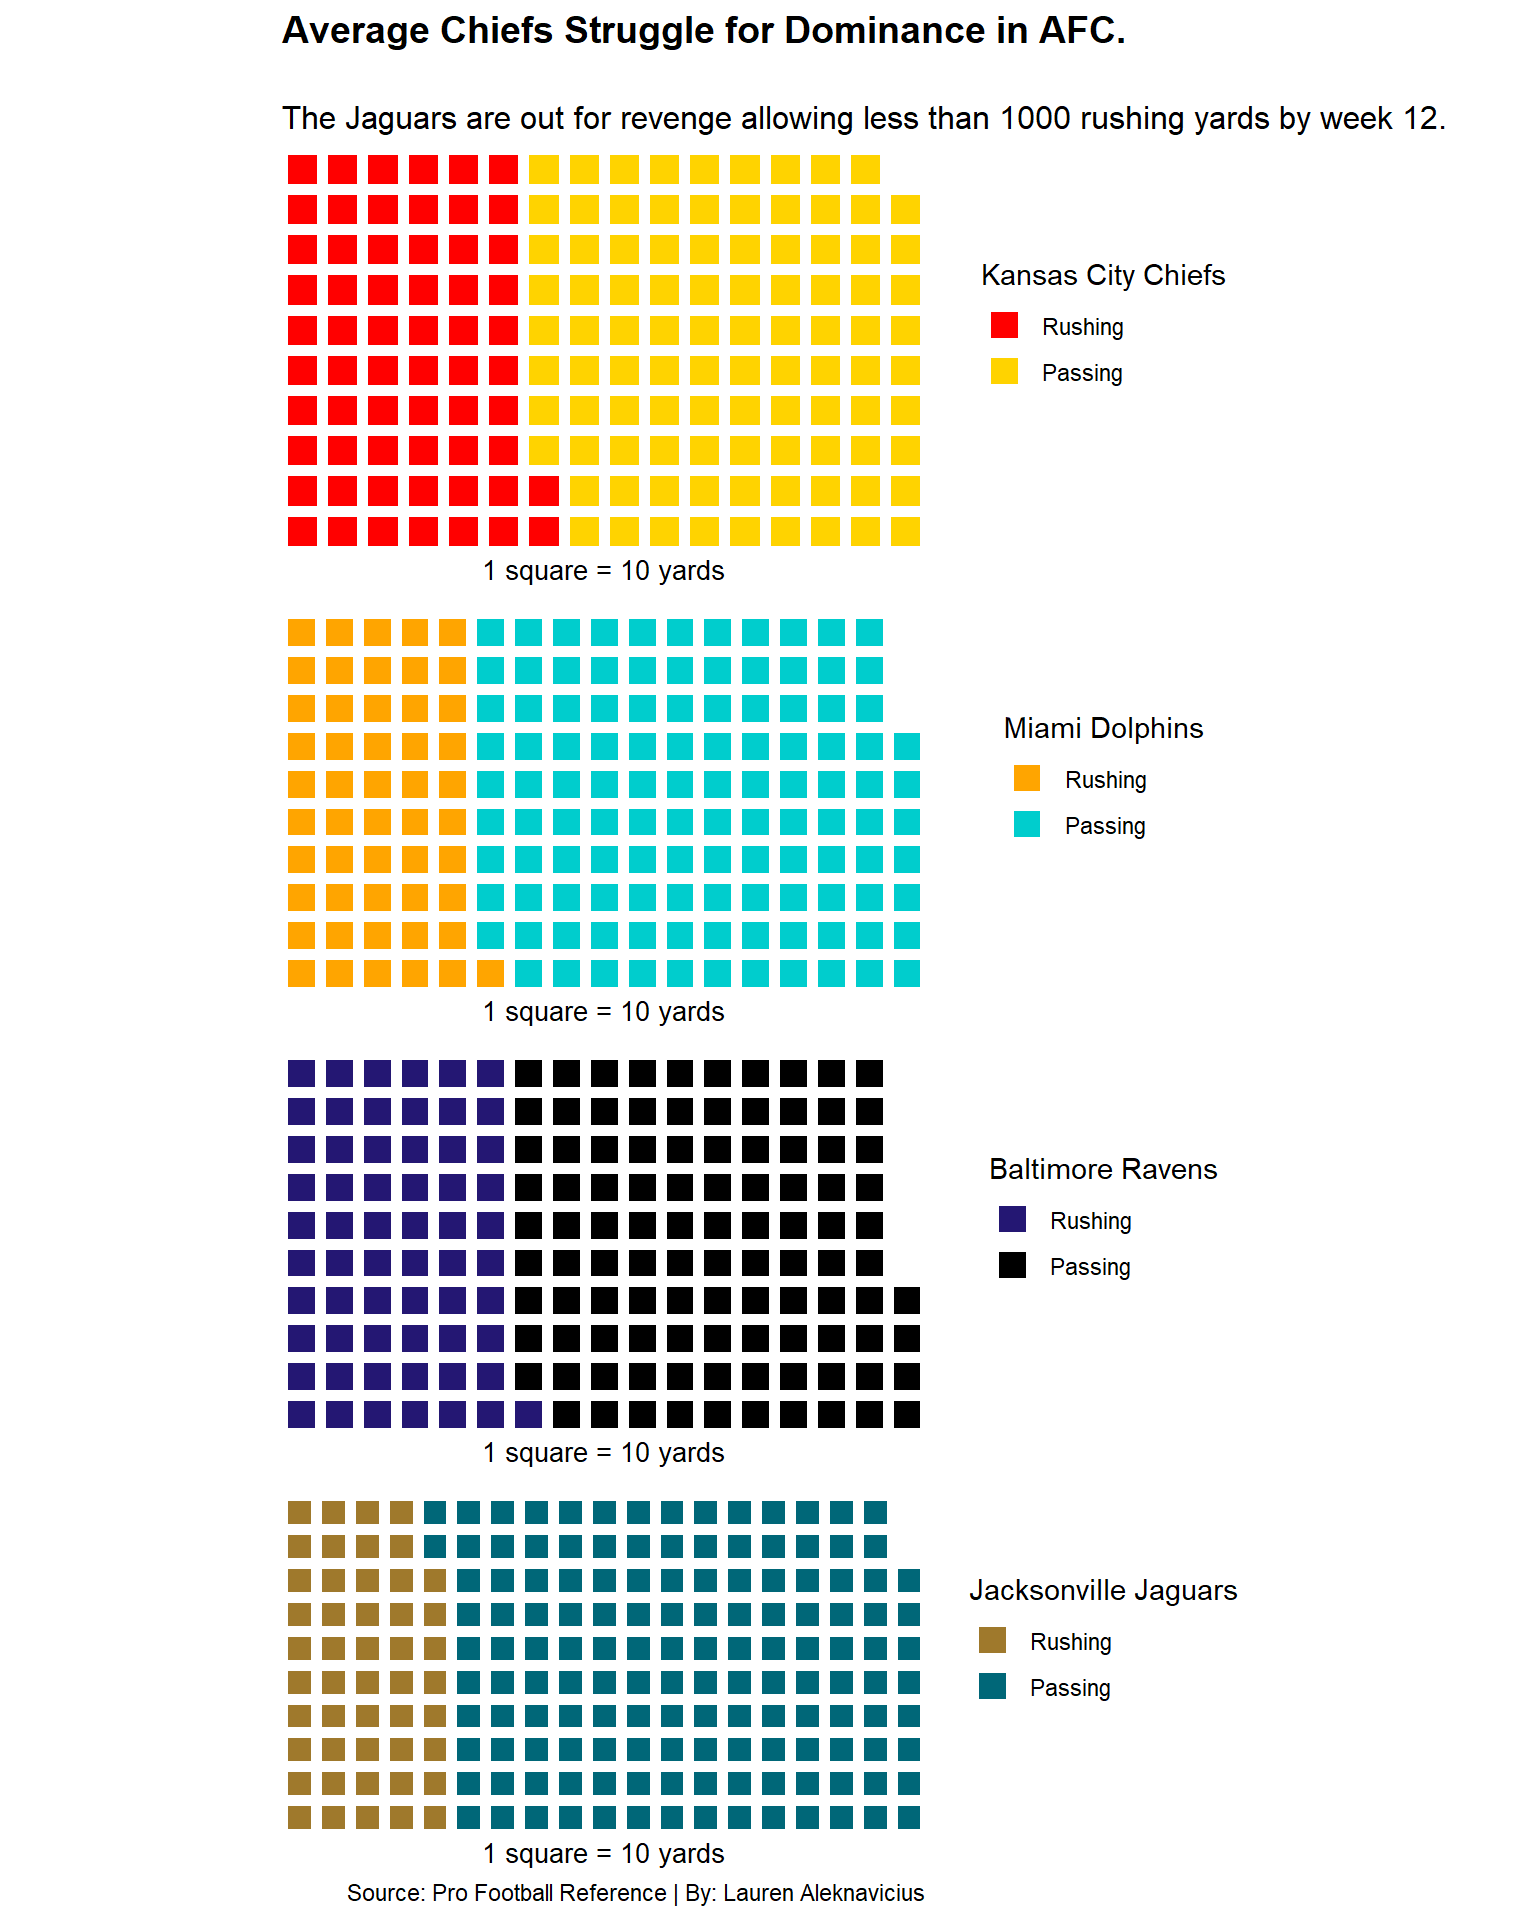 Average Chiefs Struggle for Dominance in AFC.
The Jaguars are out for revenge allowing less than 1000 rushing yards by week 12.
Kansas City Chiefs
Rushing
Passing
1 square = 10 yards
Miami Dolphins
Rushing
Passing
1 square = 10 yards
Baltimore Ravens
Rushing
Passing
1 square = 10 yards
Jacksonville Jaguars
Rushing
Passing
1 square = 10 yards
Source: Pro Football Reference | By: Lauren Aleknavicius